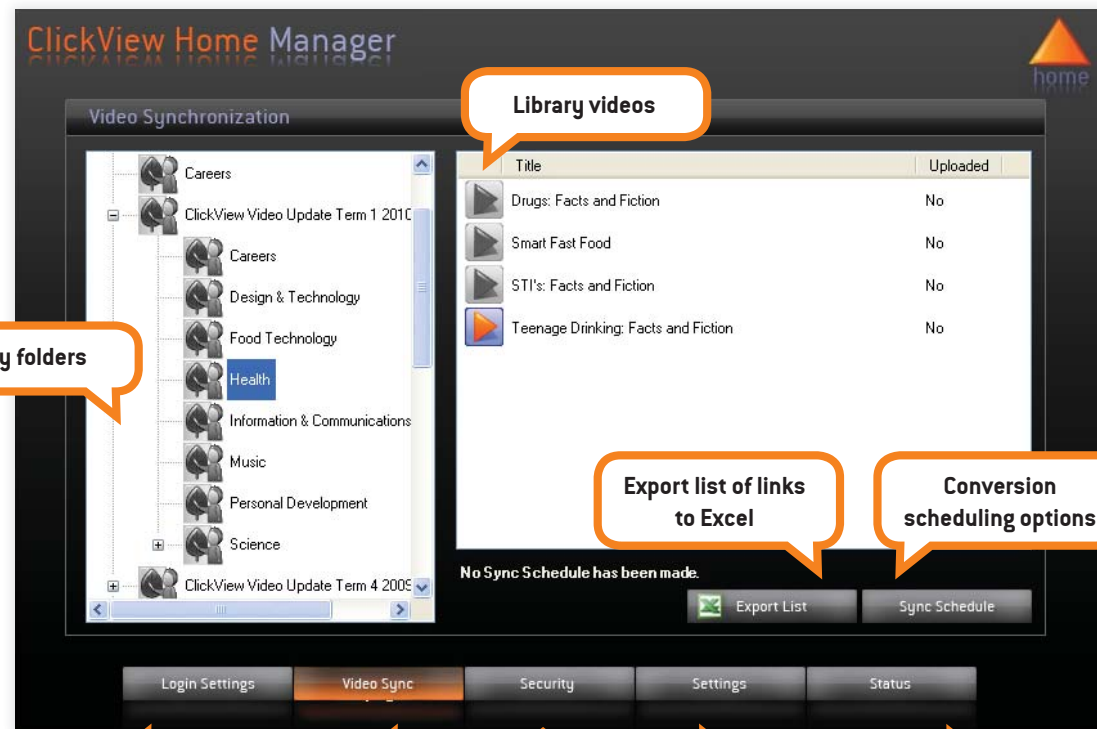 ClickView Home Manager
home
Library videos
Video Synchronization
Title Uploaded
Careers
ClickView Video Update Term 1 2010
Careers
Design & Technology
Food Technology
Health
Information & Communications
Music
Personal Development
Science
ClickView Video Update Term 4 2009
y folders
Drugs: Facts and Fiction No
Smart Fast Food No
STI's: Facts and Fiction No
Teenage Drinking: Facts and Fiction No
Export list of links
to Excel
Conversion
scheduling options
No Sync Schedule has been made.
Export List
Sync Schedule
Login Settings Video Sync Security Settings Status